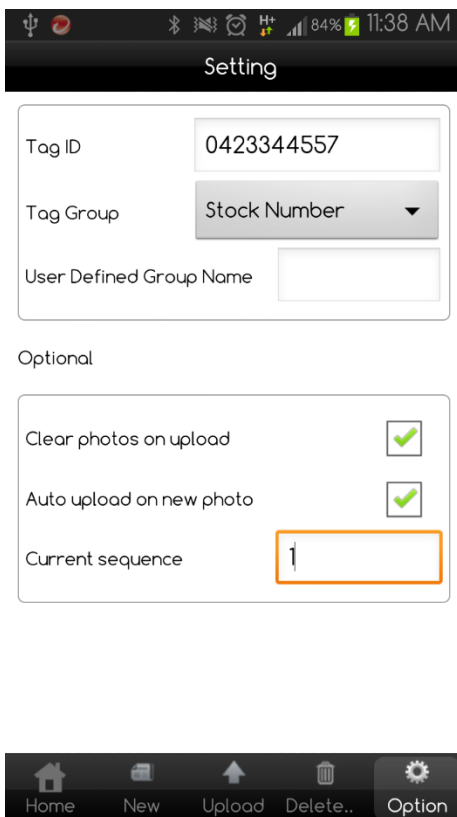 H+ 84% 11:38 AM
Setting
Tag ID 0423344557
Tag Group Stock Number
User Defined Group Name
Optional
Clear photos on upload
Auto upload on new photo
Current sequence 1
Home New Upload Delete.. Option